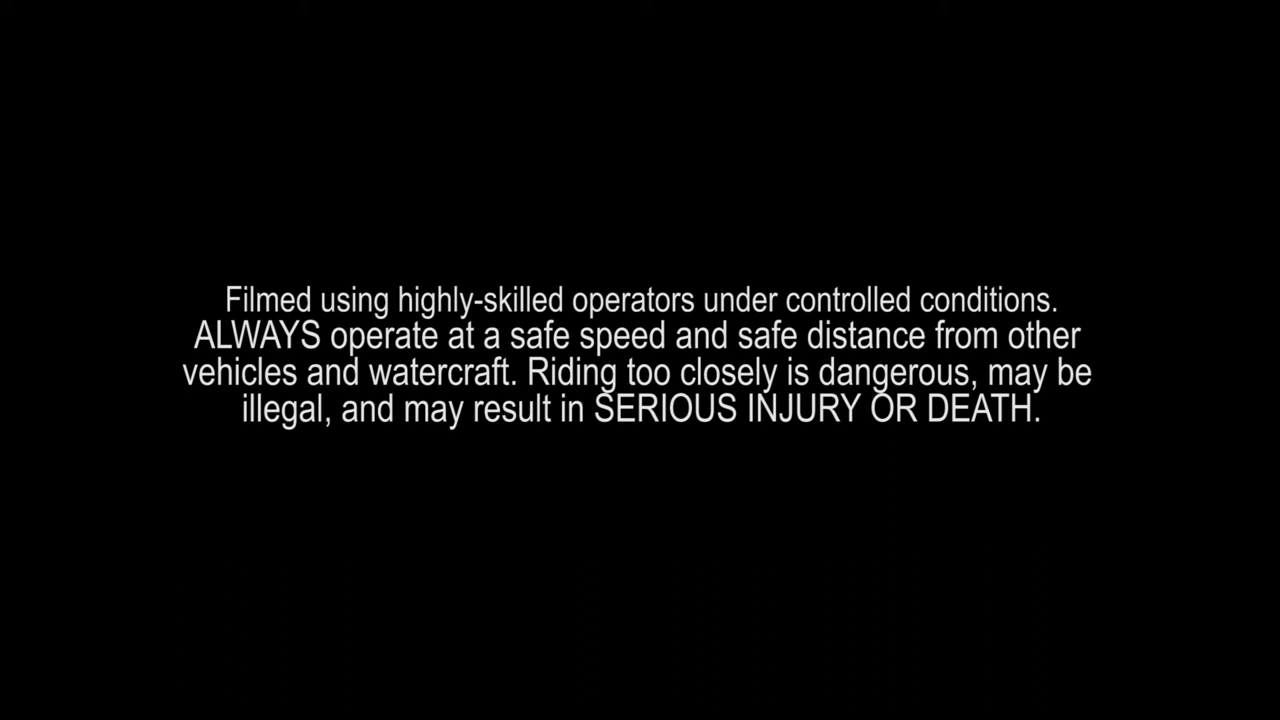 Filmed using highly-skilled operators under controlled conditions.
ALWAYS operate at a safe speed and safe distance from other
vehicles and watercraft. Riding too closely is dangerous, may be
illegal, and may result in SERIOUS INJURY OR DEATH.